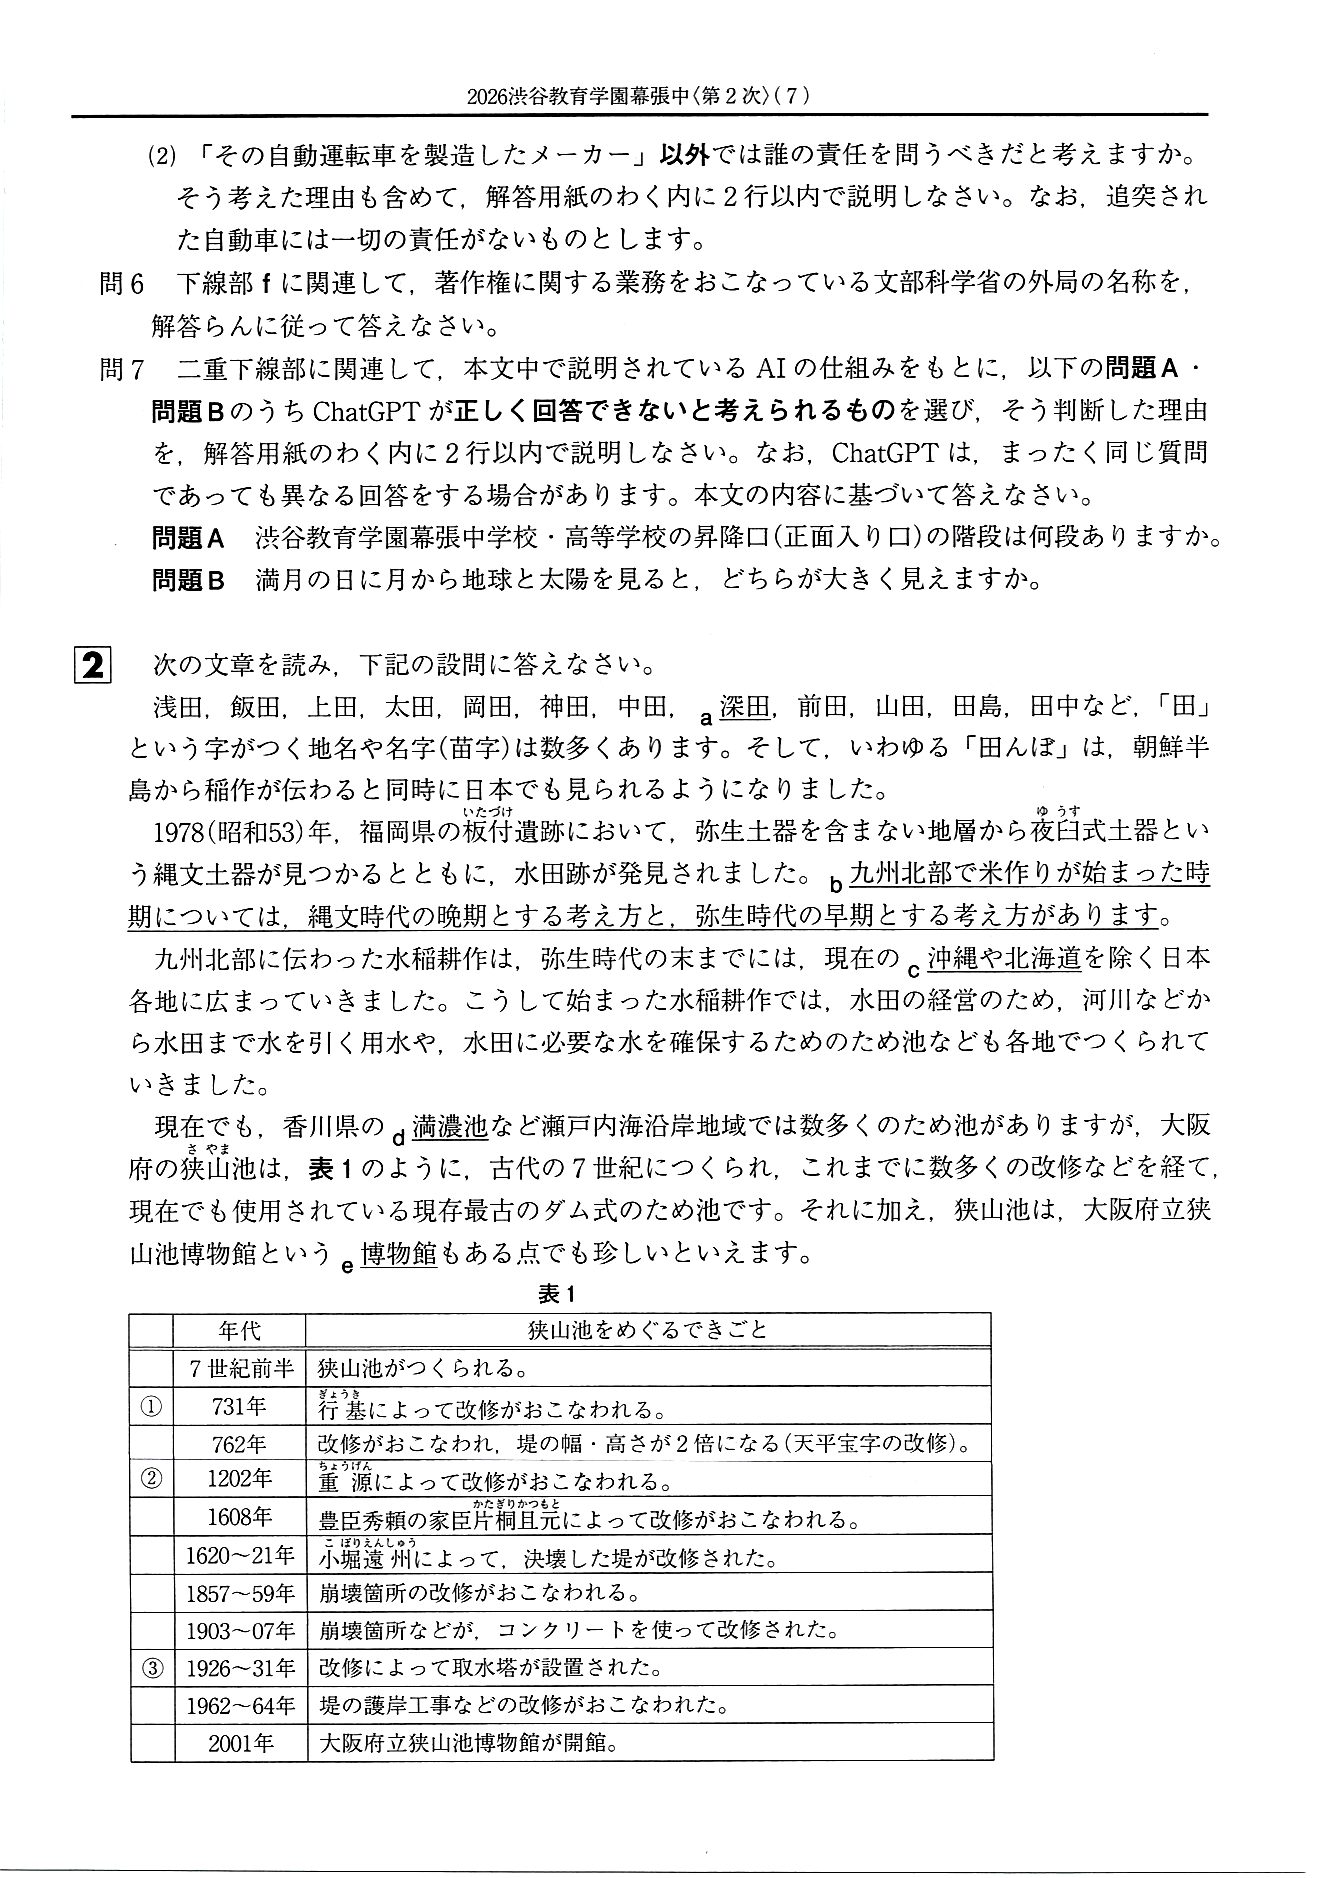 2026渋谷教育学園幕張中〈第2次〉(7)
(2) 「その自動運転車を製造したメーカー」以外では誰の責任を問うべきだと考えますか。
そう考えた理由も含めて，解答用紙のわく内に2行以内で説明しなさい。なお，追突され
た自動車には一切の責任がないものとします。
問6 下線部fに関連して，著作権に関する業務をおこなっている文部科学省の外局の名称を，
解答らんに従って答えなさい。
問7 二重下線部に関連して，本文中で説明されているAIの仕組みをもとに，以下の問題A・
問題BのうちChatGPTが正しく回答できないと考えられるものを選び，そう判断した理由
を，解答用紙のわく内に2行以内で説明しなさい。なお，ChatGPTは，まったく同じ質問
であっても異なる回答をする場合があります。本文の内容に基づいて答えなさい。
問題A 渋谷教育学園幕張中学校・高等学校の昇降口(正面入り口)の階段は何段ありますか。
問題B 満月の日に月から地球と太陽を見ると，どちらが大きく見えますか。
2 次の文章を読み，下記の設問に答えなさい。
浅田，飯田，上田，太田，岡田，神田，中田，a深田，前田，山田，田島，田中など，「田」
という字がつく地名や名字(苗字)は数多くあります。そして，いわゆる「田んぼ」は，朝鮮半
島から稲作が伝わると同時に日本でも見られるようになりました。
いたづけ ゆうす
1978(昭和53)年，福岡県の板付遺跡において，弥生土器を含まない地層から夜臼式土器とい
う縄文土器が見つかるとともに，水田跡が発見されました。b九州北部で米作りが始まった時
期については，縄文時代の晩期とする考え方と，弥生時代の早期とする考え方があります。
九州北部に伝わった水稲耕作は，弥生時代の末までには，現在のc沖縄や北海道を除く日本
各地に広まっていきました。こうして始まった水稲耕作では，水田の経営のため，河川などか
ら水田まで水を引く用水や，水田に必要な水を確保するためのため池なども各地でつくられて
いきました。
現在でも，香川県のd満濃池など瀬戸内海沿岸地域では数多くのため池がありますが，大阪
さやま
府の狭山池は，表1のように，古代の7世紀につくられ，これまでに数多くの改修などを経て，
現在でも使用されている現存最古のダム式のため池です。それに加え，狭山池は，大阪府立狭
山池博物館というe博物館もある点でも珍しいといえます。
表1
年代 狭山池をめぐるできごと
7世紀前半 狭山池がつくられる。
ぎょうき
① 731年 行基によって改修がおこなわれる。
762年 改修がおこなわれ，堤の幅・高さが2倍になる(天平宝字の改修)。
ちょうげん
② 1202年 重源によって改修がおこなわれる。
かたぎりかつもと
1608年 豊臣秀頼の家臣片桐且元によって改修がおこなわれる。
こぼりえんしゅう
1620～21年 小堀遠州によって，決壊した堤が改修された。
1857～59年 崩壊箇所の改修がおこなわれる。
1903～07年 崩壊箇所などが，コンクリートを使って改修された。
③ 1926～31年 改修によって取水塔が設置された。
1962～64年 堤の護岸工事などの改修がおこなわれた。
2001年 大阪府立狭山池博物館が開館。